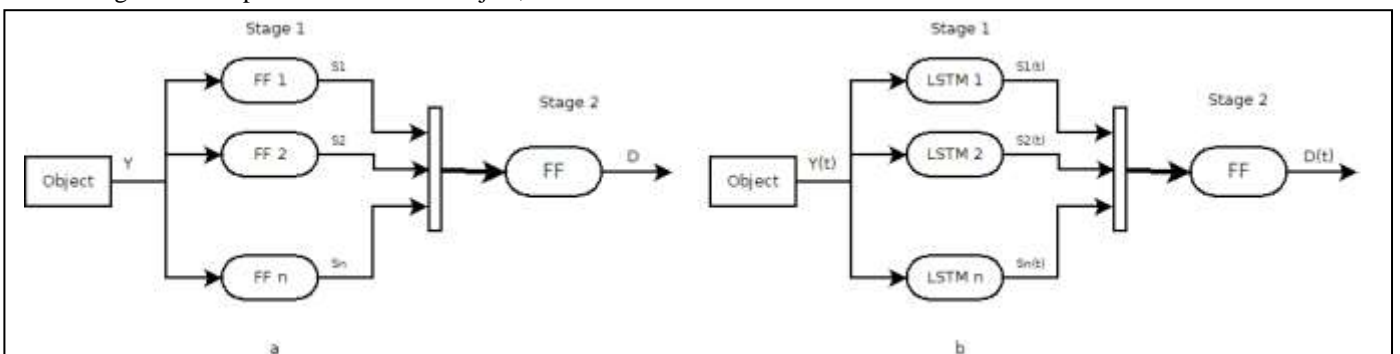 Stage 1
FF 1
S1
FF 2
S2
FF n
Sn
Object
Y
Stage 2
FF
D
a
Stage 1
LSTM 1
S1(t)
LSTM 2
S2(t)
LSTM n
Sn(t)
Object
Y(t)
Stage 2
FF
D(t)
b